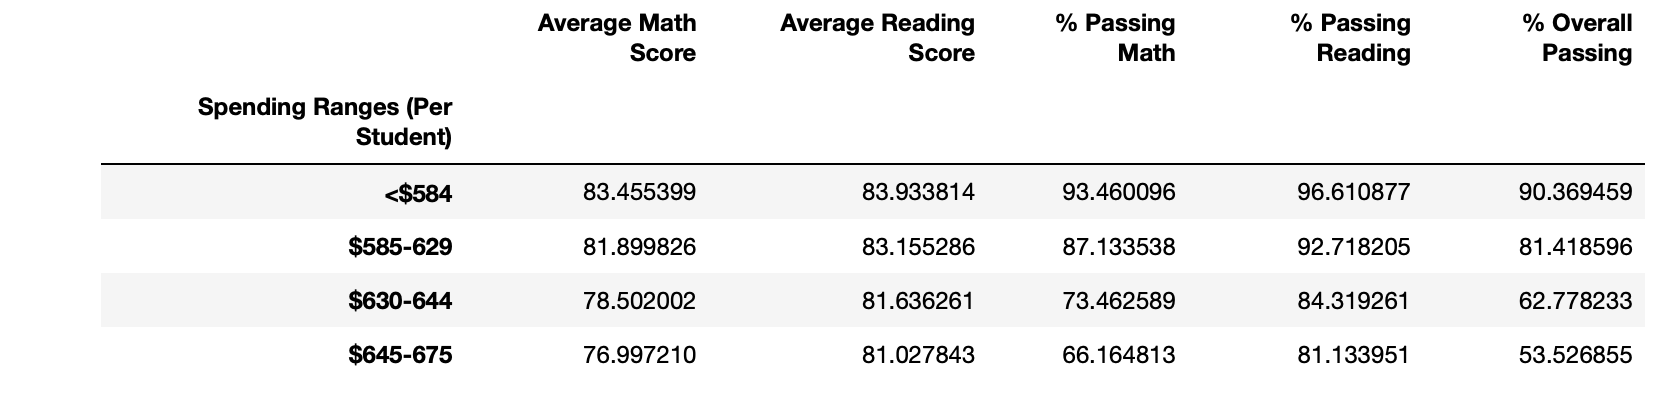 Average Math Score Average Reading Score % Passing Math % Passing Reading % Overall Passing
Spending Ranges (Per Student)
<$584 83.455399 83.933814 93.460096 96.610877 90.369459
$585-629 81.899826 83.155286 87.133538 92.718205 81.418596
$630-644 78.502002 81.636261 73.462589 84.319261 62.778233
$645-675 76.997210 81.027843 66.164813 81.133951 53.526855